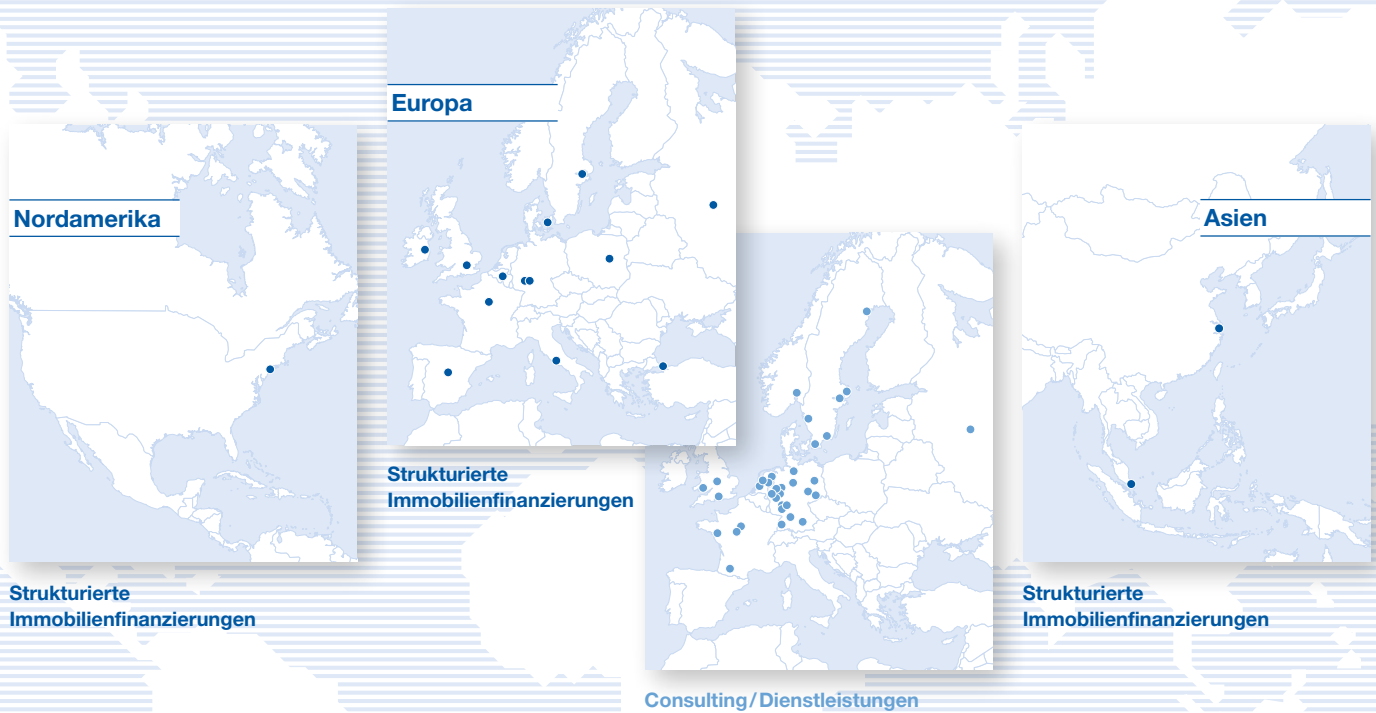 Nordamerika
Strukturierte
Immobilienfinanzierungen
Europa
Strukturierte
Immobilienfinanzierungen
Consulting/Dienstleistungen
Asien
Strukturierte
Immobilienfinanzierungen